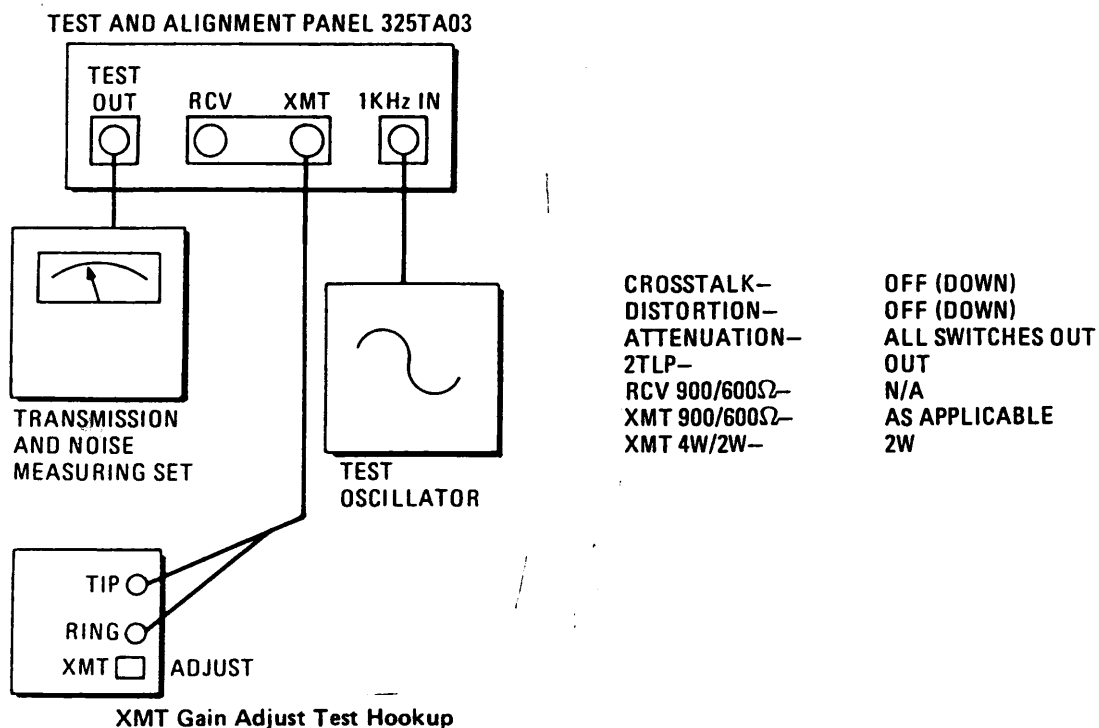 TEST AND ALIGNMENT PANEL 325TA03
TEST
OUT
RCV
XMT
1KHz IN
TRANSMISSION
AND NOISE
MEASURING SET
TEST
OSCILLATOR
CROSSTALK– OFF (DOWN)
DISTORTION– OFF (DOWN)
ATTENUATION– ALL SWITCHES OUT
2TLP– OUT
RCV 900/600Ω– N/A
XMT 900/600Ω– AS APPLICABLE
XMT 4W/2W– 2W
TIP
RING
XMT ADJUST
XMT Gain Adjust Test Hookup